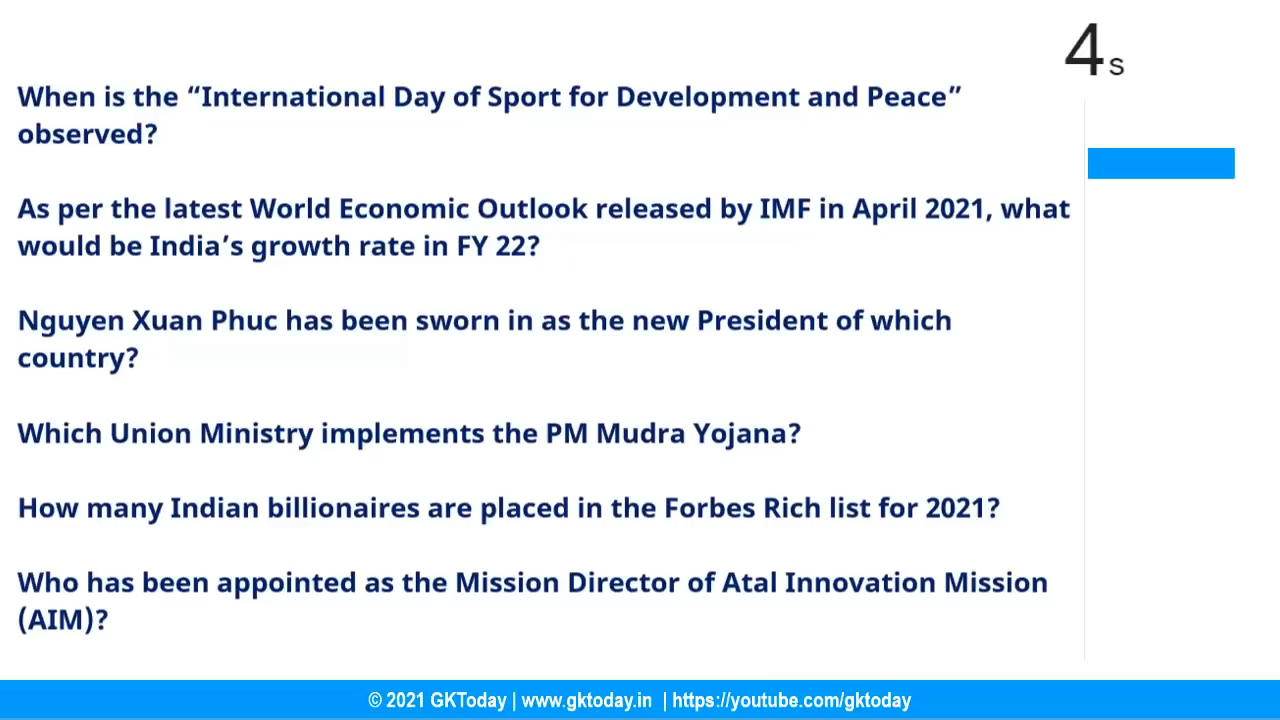 4s
When is the “International Day of Sport for Development and Peace”
observed?
As per the latest World Economic Outlook released by IMF in April 2021, what
would be India’s growth rate in FY 22?
Nguyen Xuan Phuc has been sworn in as the new President of which
country?
Which Union Ministry implements the PM Mudra Yojana?
How many Indian billionaires are placed in the Forbes Rich list for 2021?
Who has been appointed as the Mission Director of Atal Innovation Mission
(AIM)?
© 2021 GKToday | www.gktoday.in | https://youtube.com/gktoday